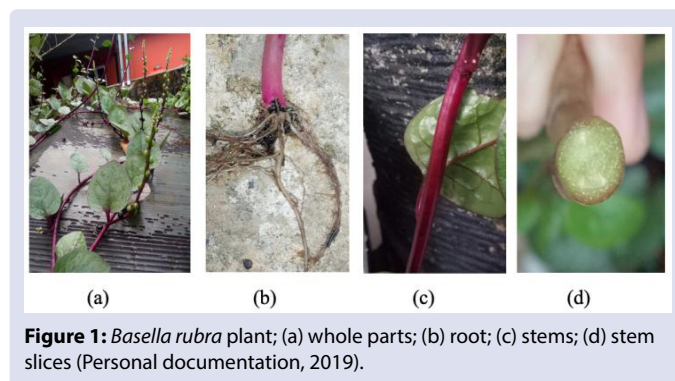 (a) (b) (c) (d)
Figure 1: Basella rubra plant; (a) whole parts; (b) root; (c) stems; (d) stem
slices (Personal documentation, 2019).